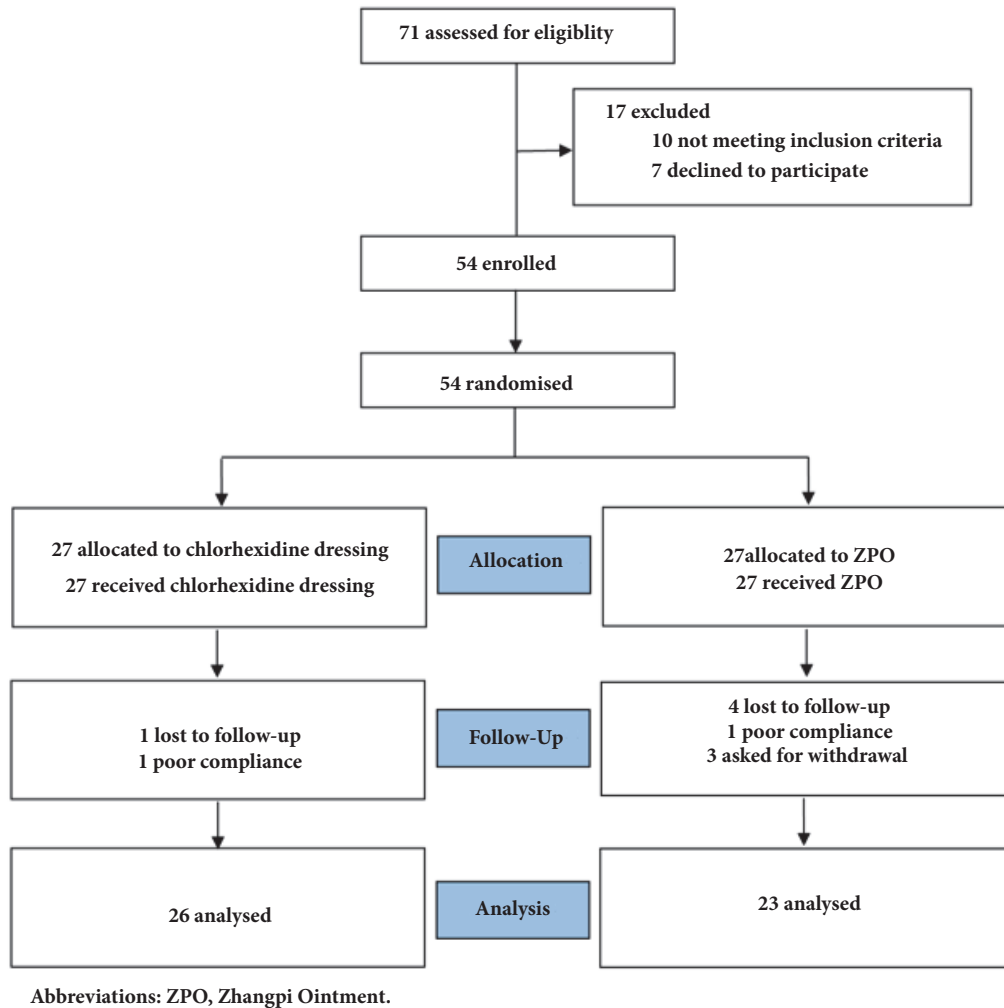 71 assessed for eligiblity
17 excluded
10 not meeting inclusion criteria
7 declined to participate
54 enrolled
54 randomised
27 allocated to chlorhexidine dressing
27 received chlorhexidine dressing
Allocation
27allocated to ZPO
27 received ZPO
1 lost to follow-up
1 poor compliance
Follow-Up
4 lost to follow-up
1 poor compliance
3 asked for withdrawal
26 analysed
Analysis
23 analysed
Abbreviations: ZPO, Zhangpi Ointment.